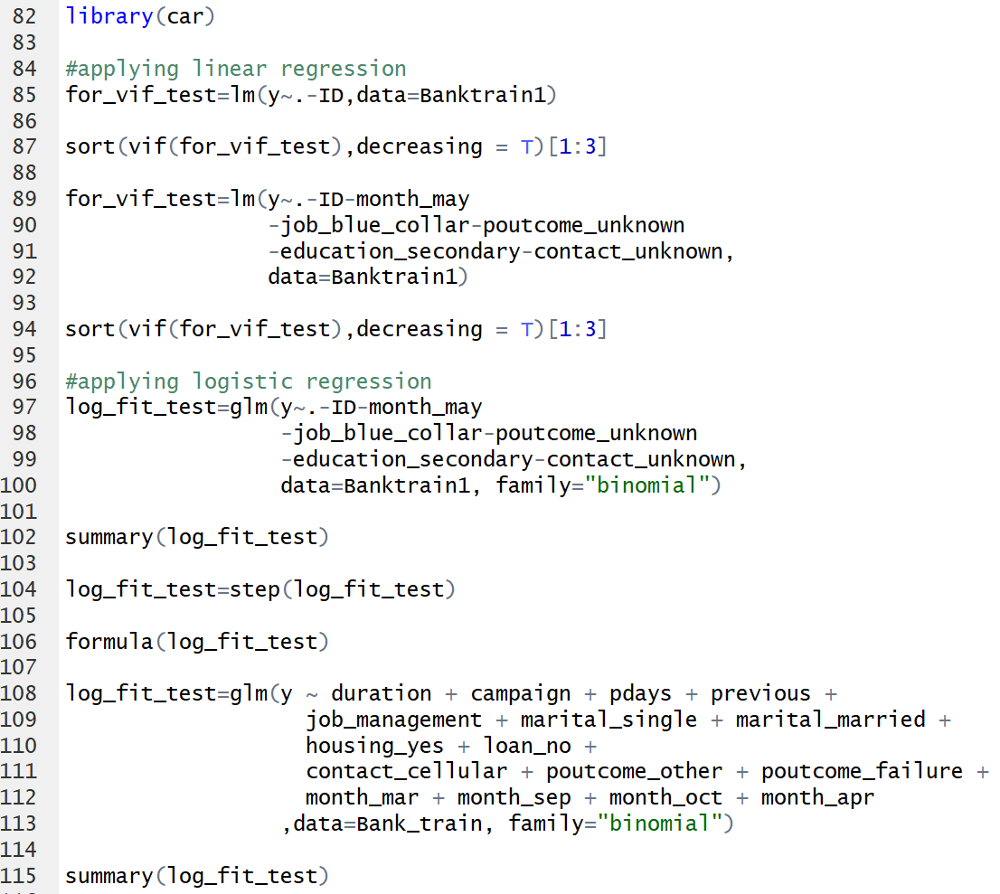 82 library(car)
83
84 #applying linear regression
85 for_vif_test=lm(y~.-ID,data=Banktrain1)
86
87 sort(vif(for_vif_test),decreasing = T)[1:3]
88
89 for_vif_test=lm(y~.-ID-month_may
90                 -job_blue_collar-poutcome_unknown
91                 -education_secondary-contact_unknown,
92                 data=Banktrain1)
93
94 sort(vif(for_vif_test),decreasing = T)[1:3]
95
96 #applying logistic regression
97 log_fit_test=glm(y~.-ID-month_may
98                  -job_blue_collar-poutcome_unknown
99                  -education_secondary-contact_unknown,
100                  data=Banktrain1, family="binomial")
101
102 summary(log_fit_test)
103
104 log_fit_test=step(log_fit_test)
105
106 formula(log_fit_test)
107
108 log_fit_test=glm(y ~ duration + campaign + pdays + previous +
109                    job_management + marital_single + marital_married +
110                    housing_yes + loan_no +
111                    contact_cellular + poutcome_other + poutcome_failure +
112                    month_mar + month_sep + month_oct + month_apr
113                  ,data=Bank_train, family="binomial")
114
115 summary(log_fit_test)